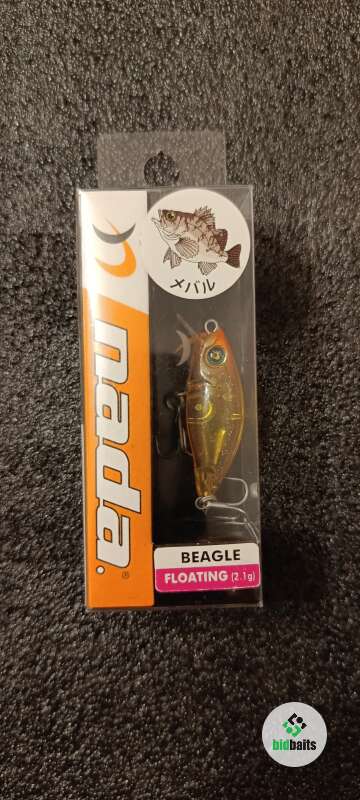 メバル
nada.®
BEAGLE
FLOATING (2.1g)
bidbaits